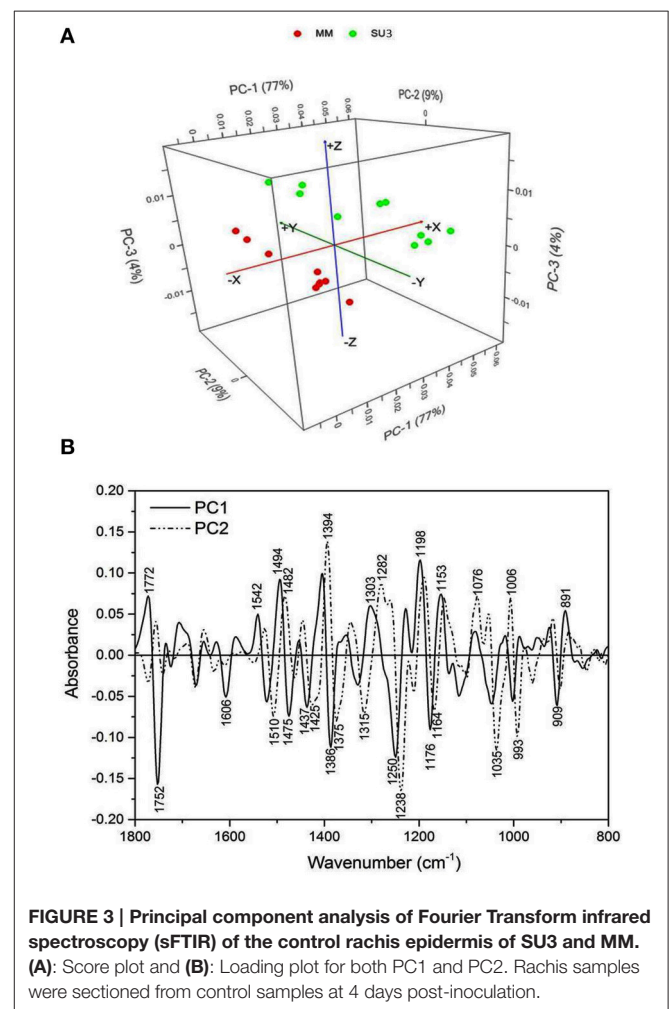 A
MM SU3
PC-1 (77%)
PC-2 (9%)
0 0.01 0.02 0.03 0.04 0.05 0.06
0
+Z
0.01
0
-0.01
PC-3 (4%)
+Y
+X
-X
-Y
-Z
0.01
0
-0.01
PC-3 (4%)
PC-2 (9%)
0
0 0.01 0.02 0.03 0.04 0.05 0.06
PC-1 (77%)
B
0.20
0.15
0.10
0.05
0.00
-0.05
-0.10
-0.15
-0.20
Absorbance
PC1
PC2
1772
1752
1606
1542
1510
1494
1482
1475
1437
1425
1394
1386
1375
1315
1303
1282
1250
1238
1198
1176
1164
1153
1076
1035
1006
993
909
891
1800 1600 1400 1200 1000 800
Wavenumber (cm-1)
FIGURE 3 | Principal component analysis of Fourier Transform infrared
spectroscopy (sFTIR) of the control rachis epidermis of SU3 and MM.
(A): Score plot and (B): Loading plot for both PC1 and PC2. Rachis samples
were sectioned from control samples at 4 days post-inoculation.